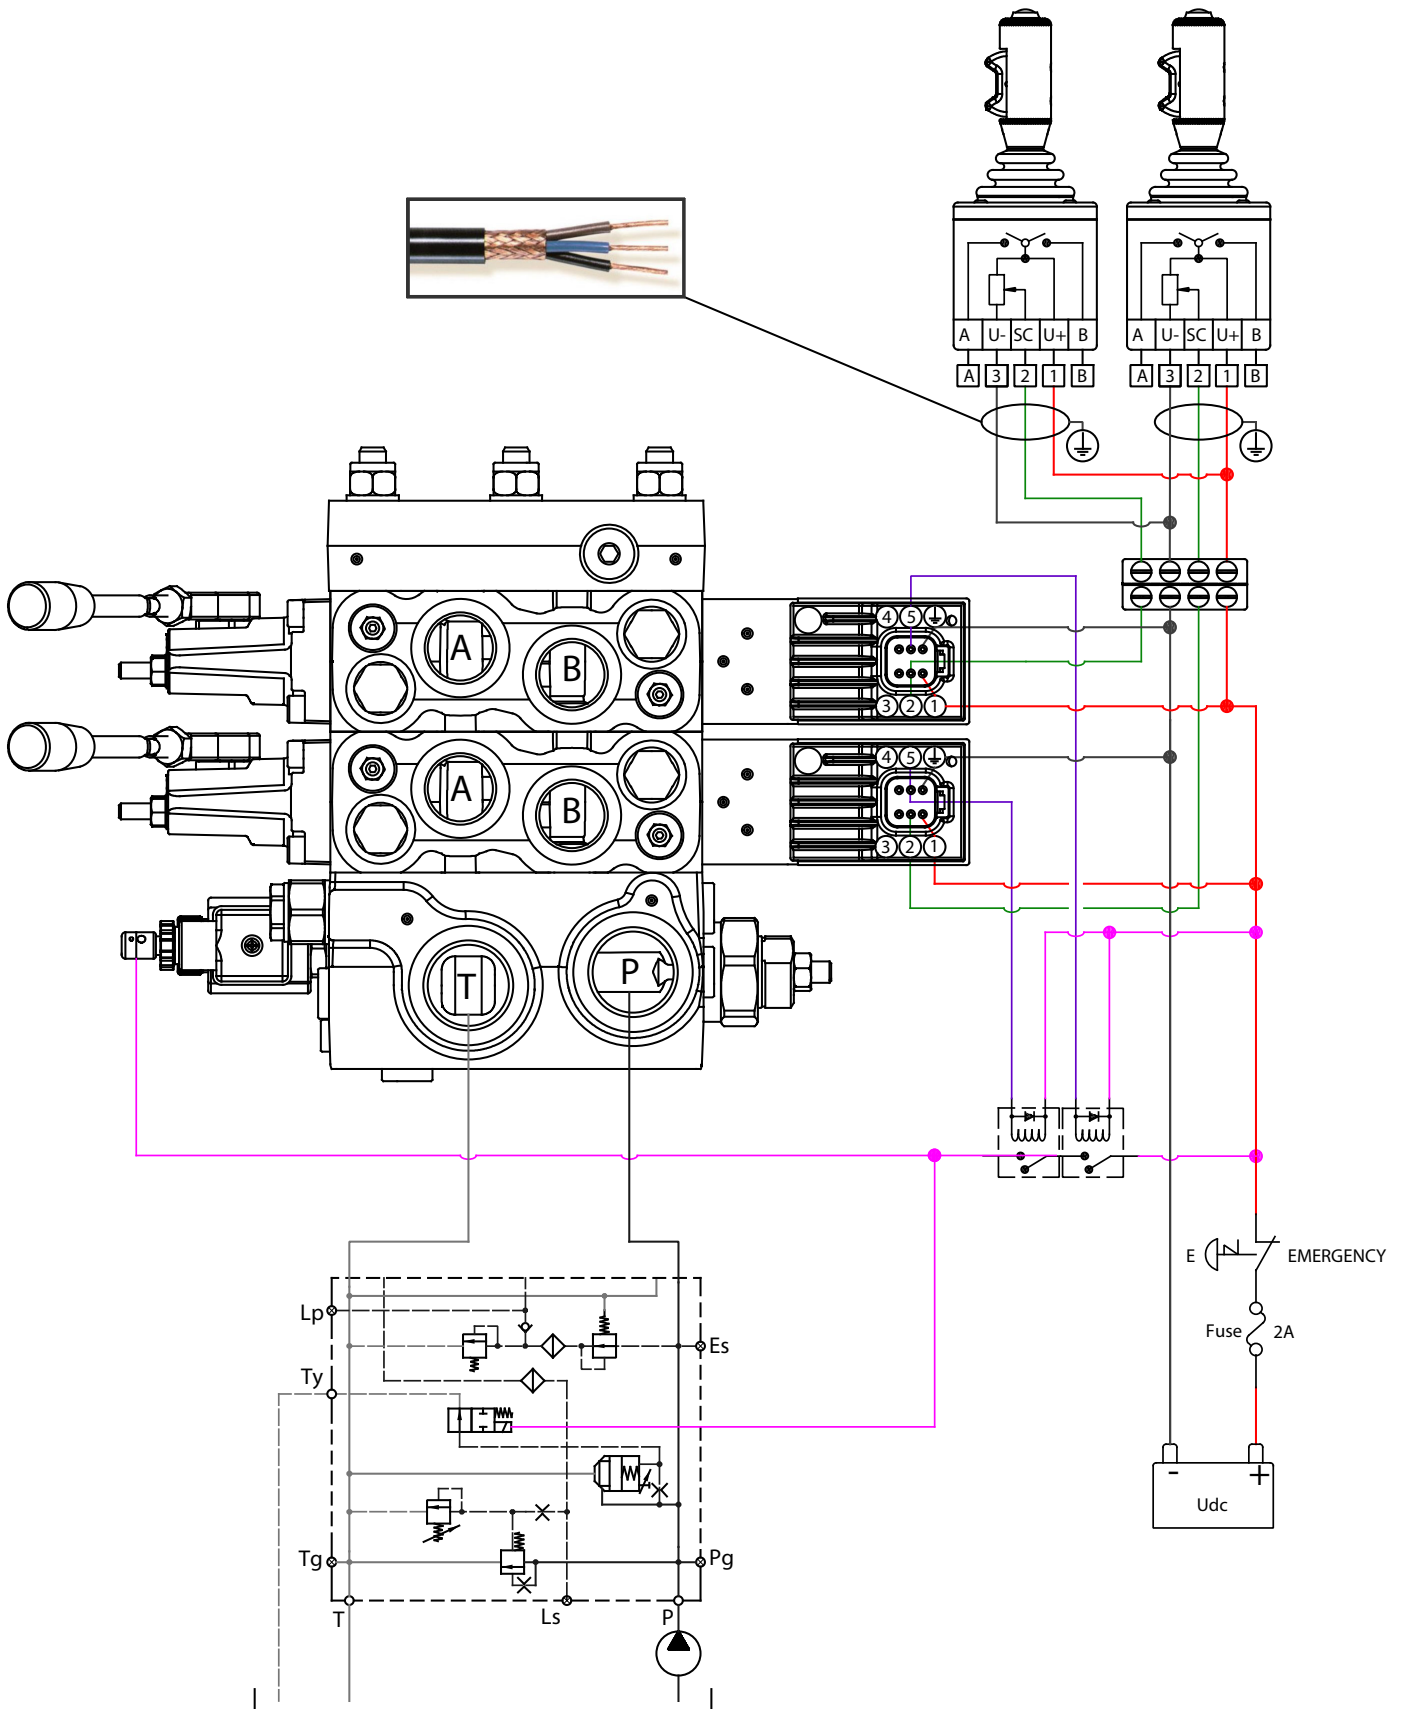 A U- SC U+ B
A U- SC U+ B
A 3 2 1 B
A 3 2 1 B
4 5
A
B
3 2 1
4 5
A
B
3 2 1
T
P
E EMERGENCY
Fuse 2A
Lp
Es
Ty
- +
Udc
Tg
Pg
T
Ls
P